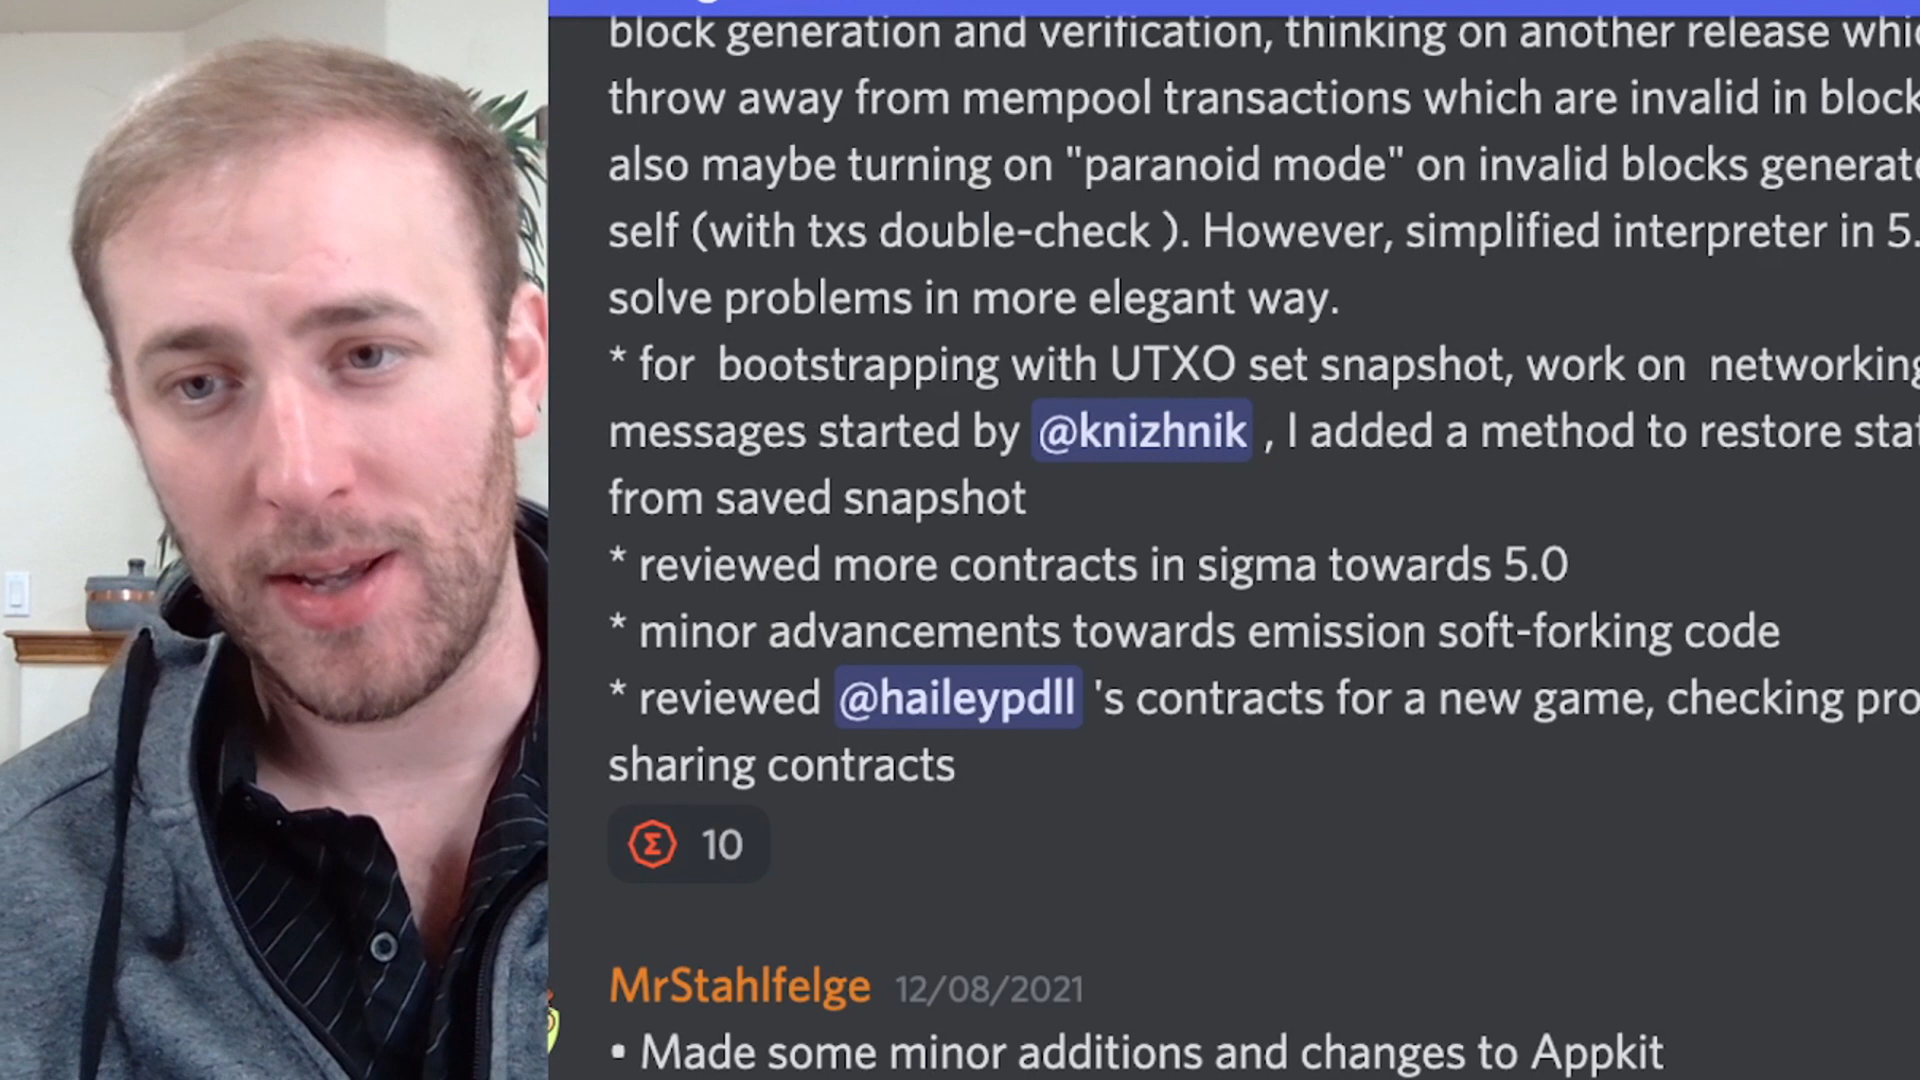 block generation and verification, thinking on another release
throw away from mempool transactions which are invalid in
also maybe turning on "paranoid mode" on invalid blocks
self (with txs double-check ). However, simplified interpreter in 5.
solve problems in more elegant way.
* for  bootstrapping with UTXO set snapshot, work on  networking
messages started by @knizhnik , I added a method to restore
from saved snapshot
* reviewed more contracts in sigma towards 5.0
* minor advancements towards emission soft-forking code
* reviewed @haileypdll 's contracts for a new game, checking
sharing contracts
Σ 10
MrStahlfelge 12/08/2021
• Made some minor additions and changes to Appkit